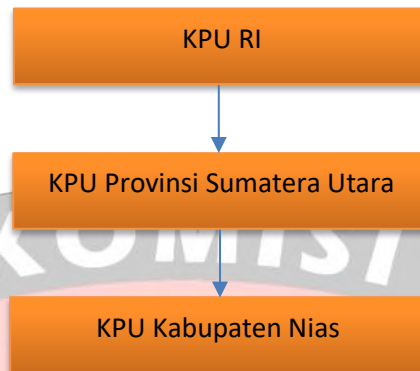 KPU RI
KPU Provinsi Sumatera Utara
KOMISI
KPU Kabupaten Nias